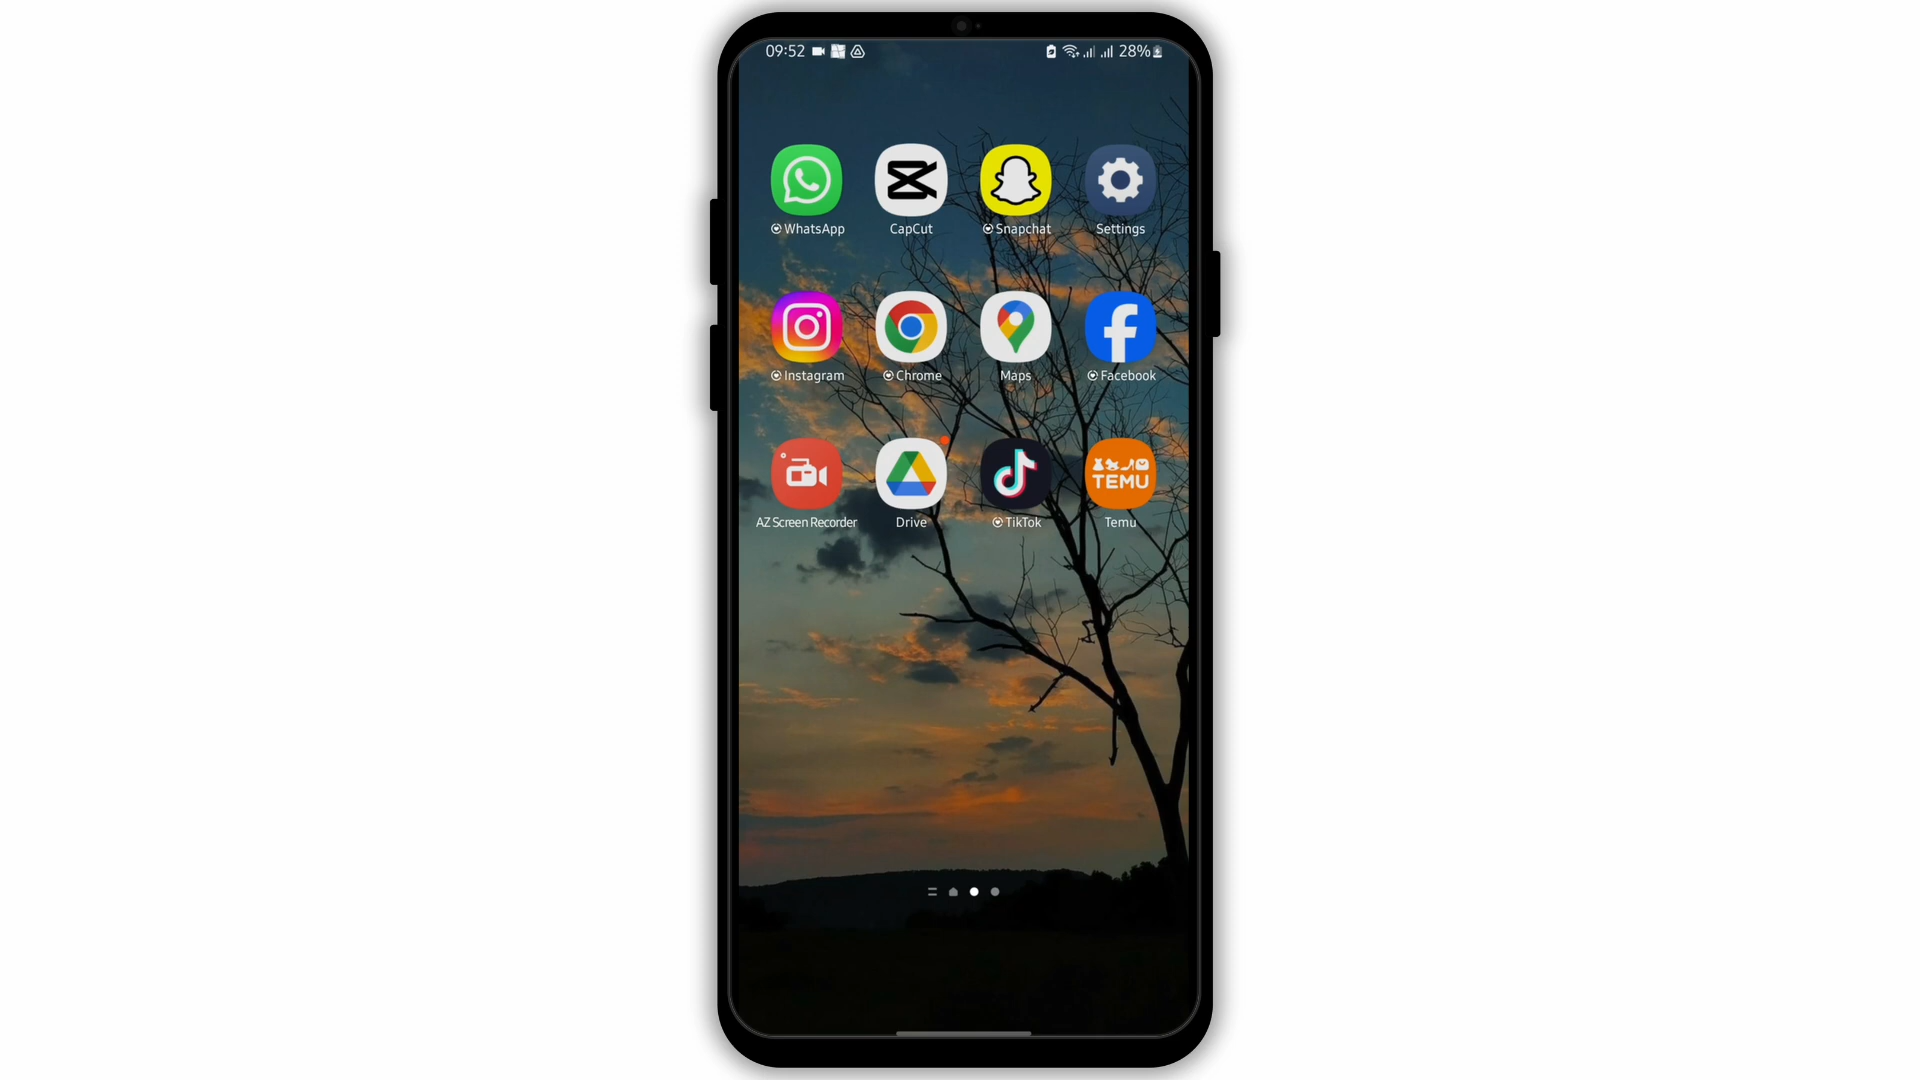 09:52 28%
WhatsApp CapCut Snapchat Settings
Instagram Chrome Maps Facebook
TEMU
AZ Screen Recorder Drive TikTok Temu